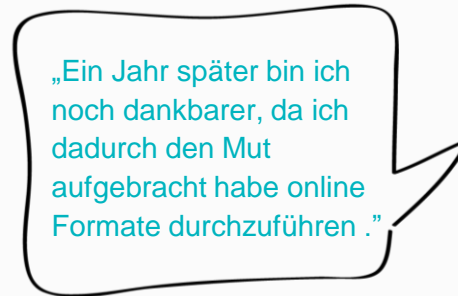 „Ein Jahr später bin ich
noch dankbarer, da ich
dadurch den Mut
aufgebracht habe online
Formate durchzuführen .”